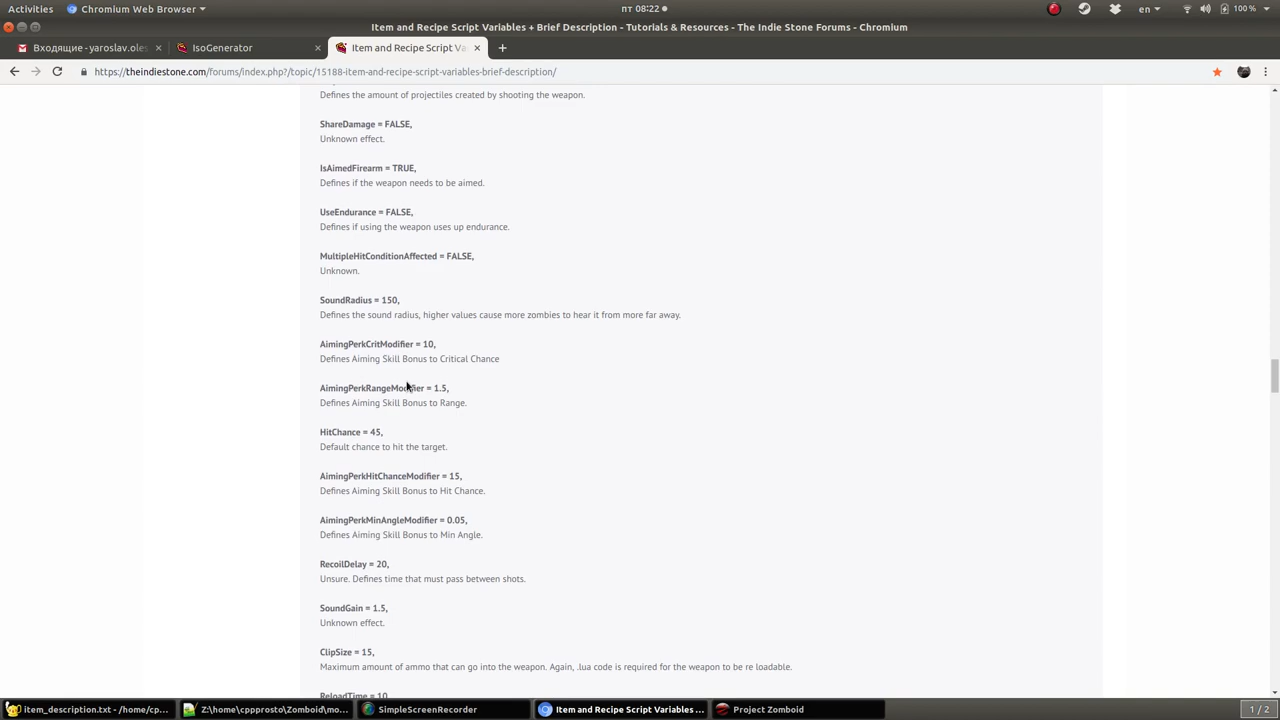 Activities
Chromium Web Browser
пт 08:22
en
100 %
Item and Recipe Script Variables + Brief Description - Tutorials & Resources - The Indie Stone Forums - Chromium
Входящие - yaroslav.oles
IsoGenerator
Item and Recipe Script Va
https://theindiestone.com/forums/index.php?/topic/15188-item-and-recipe-script-variables-brief-description/
Defines the amount of projectiles created by shooting the weapon.
ShareDamage = FALSE,
Unknown effect.
IsAimedFirearm = TRUE,
Defines if the weapon needs to be aimed.
UseEndurance = FALSE,
Defines if using the weapon uses up endurance.
MultipleHitConditionAffected = FALSE,
Unknown.
SoundRadius = 150,
Defines the sound radius, higher values cause more zombies to hear it from more far away.
AimingPerkCritModifier = 10,
Defines Aiming Skill Bonus to Critical Chance
AimingPerkRangeModifier = 1.5,
Defines Aiming Skill Bonus to Range.
HitChance = 45,
Default chance to hit the target.
AimingPerkHitChanceModifier = 15,
Defines Aiming Skill Bonus to Hit Chance.
AimingPerkMinAngleModifier = 0.05,
Defines Aiming Skill Bonus to Min Angle.
RecoilDelay = 20,
Unsure. Defines time that must pass between shots.
SoundGain = 1.5,
Unknown effect.
ClipSize = 15,
Maximum amount of ammo that can go into the weapon. Again, .lua code is required for the weapon to be re loadable.
ReloadTime = 10
item_description.txt - /home/cp...
Z:\home\cppprosto\Zomboid\mo...
SimpleScreenRecorder
Item and Recipe Script Variables ...
Project Zomboid
1 / 2